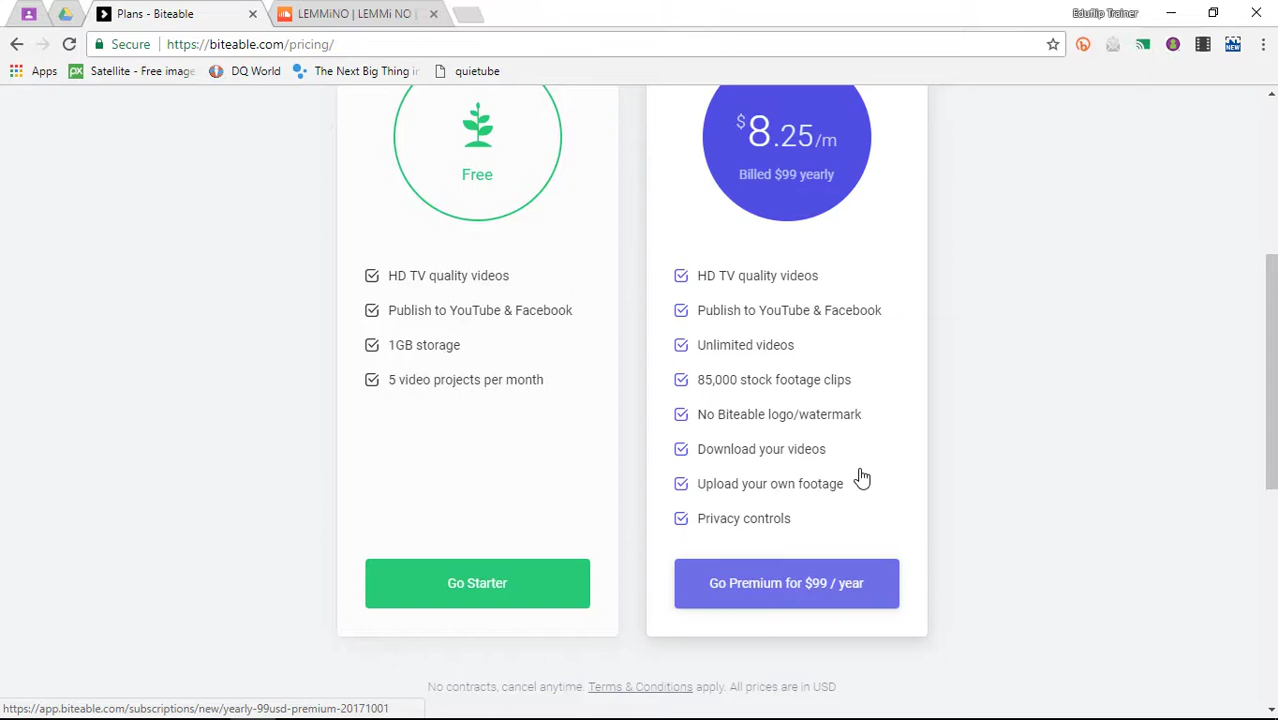 Plans - Biteable
LEMMiNO | LEMMi NO |
Eduflip Trainer
Secure
https://biteable.com/pricing/
NEW
Apps
Satellite - Free image
DQ World
The Next Big Thing in
quietube
Free
$8.25/m
Billed $99 yearly
HD TV quality videos
Publish to YouTube & Facebook
1GB storage
5 video projects per month
Go Starter
HD TV quality videos
Publish to YouTube & Facebook
Unlimited videos
85,000 stock footage clips
No Biteable logo/watermark
Download your videos
Upload your own footage
Privacy controls
Go Premium for $99 / year
No contracts, cancel anytime. Terms & Conditions apply. All prices are in USD
https://app.biteable.com/subscriptions/new/yearly-99usd-premium-20171001